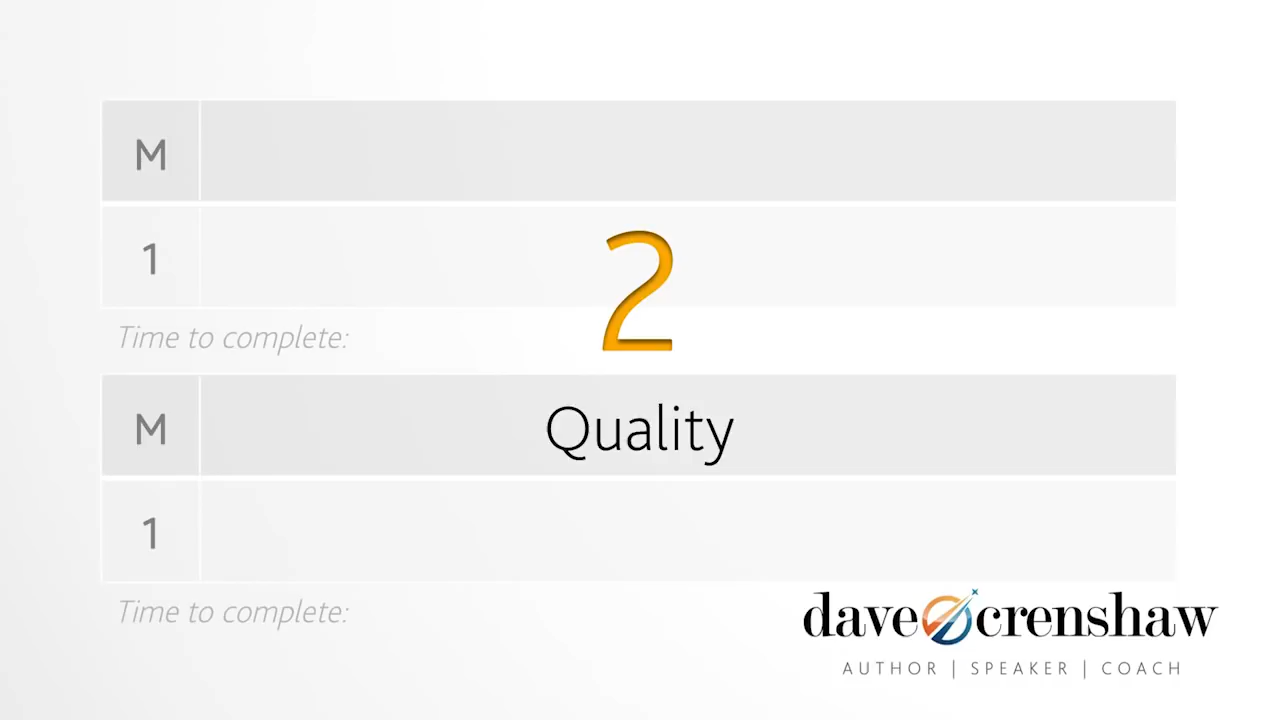 M
1
2
Time to complete:
M
Quality
1
Time to complete:
dave crenshaw
AUTHOR | SPEAKER | COACH